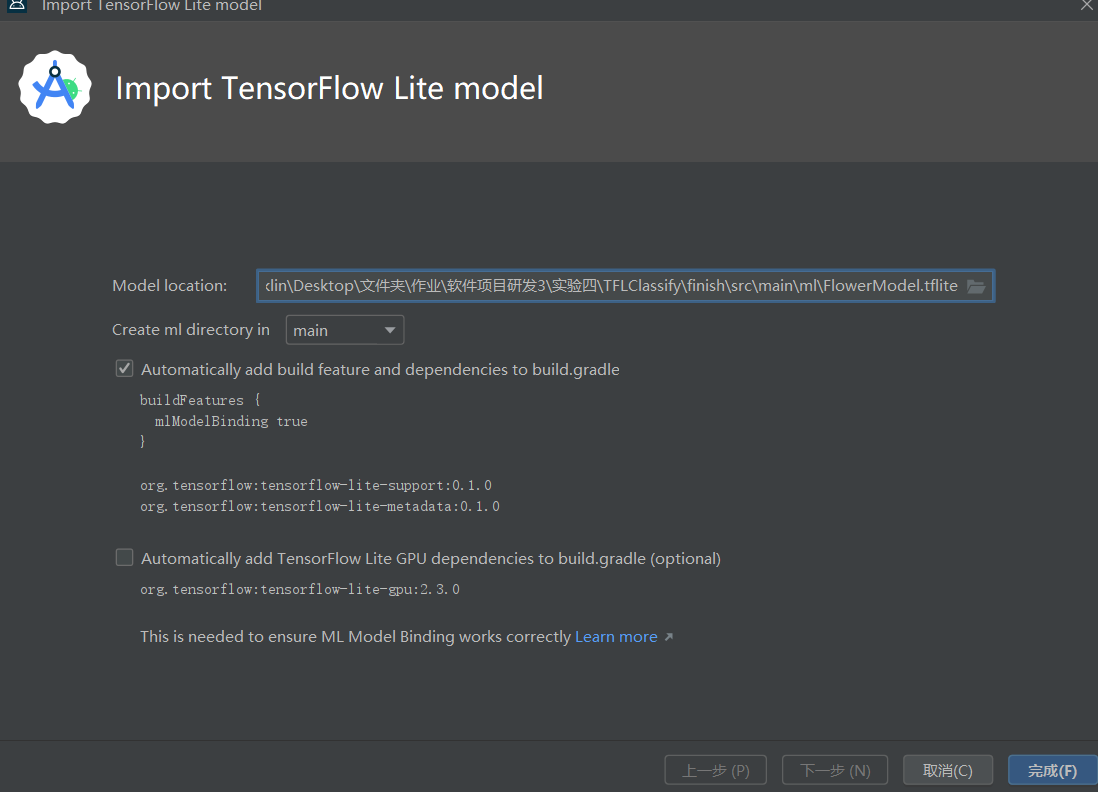 Import TensorFlow Lite model
Import TensorFlow Lite model
Model location: din\Desktop\文件夹\作业\软件项目研发3\实验四\TFLClassify\finish\src\main\ml\FlowerModel.tflite
Create ml directory in main
Automatically add build feature and dependencies to build.gradle
buildFeatures {
mlModelBinding true
}
org.tensorflow:tensorflow-lite-support:0.1.0
org.tensorflow:tensorflow-lite-metadata:0.1.0
Automatically add TensorFlow Lite GPU dependencies to build.gradle (optional)
org.tensorflow:tensorflow-lite-gpu:2.3.0
This is needed to ensure ML Model Binding works correctly Learn more ↗
上一步 (P) 下一步 (N) 取消(C) 完成(F)